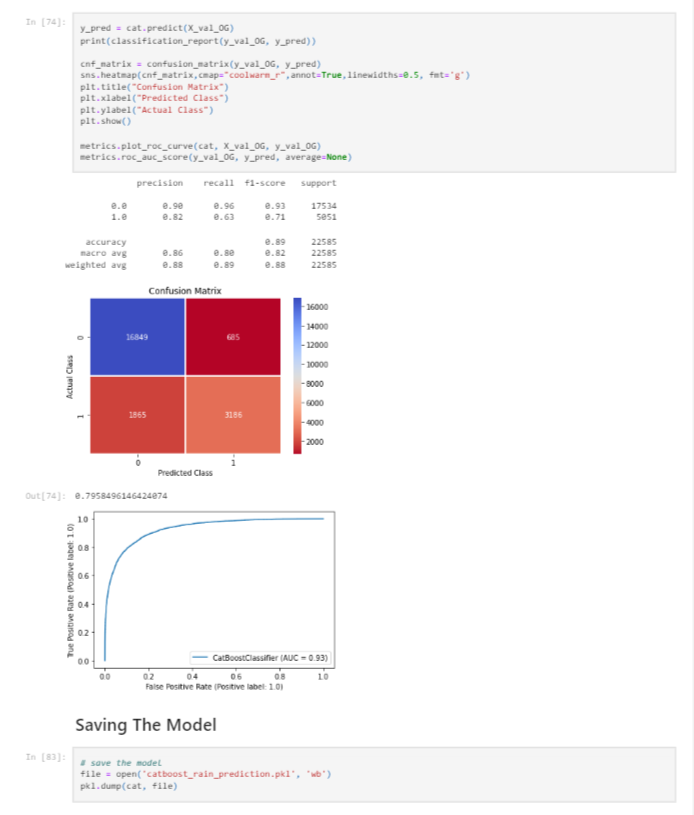 In [74]:
y_pred = cat.predict(X_val_OG)
print(classification_report(y_val_OG, y_pred))
cnf_matrix = confusion_matrix(y_val_OG, y_pred)
sns.heatmap(cnf_matrix,cmap="coolwarm_r",annot=True,linewidths=0.5, fmt='g')
plt.title("Confusion Matrix")
plt.xlabel("Predicted Class")
plt.ylabel("Actual Class")
plt.show()
metrics.plot_roc_curve(cat, X_val_OG, y_val_OG)
metrics.roc_auc_score(y_val_OG, y_pred, average=None)
precision recall f1-score support
0.0 0.90 0.96 0.93 17534
1.0 0.82 0.63 0.71 5051
accuracy 0.89 22585
macro avg 0.86 0.80 0.82 22585
weighted avg 0.88 0.89 0.88 22585
Confusion Matrix
16849 685
1865 3186
0
1
Actual Class
0 1
Predicted Class
16000
14000
12000
10000
8000
6000
4000
2000
Out[74]: 0.7958496146424074
1.0
0.8
0.6
0.4
0.2
0.0
True Positive Rate (Positive label: 1.0)
CatBoostClassifier (AUC = 0.93)
0.0 0.2 0.4 0.6 0.8 1.0
False Positive Rate (Positive label: 1.0)
Saving The Model
In [83]:
# save the model
file = open('catboost_rain_prediction.pkl', 'wb')
pkl.dump(cat, file)